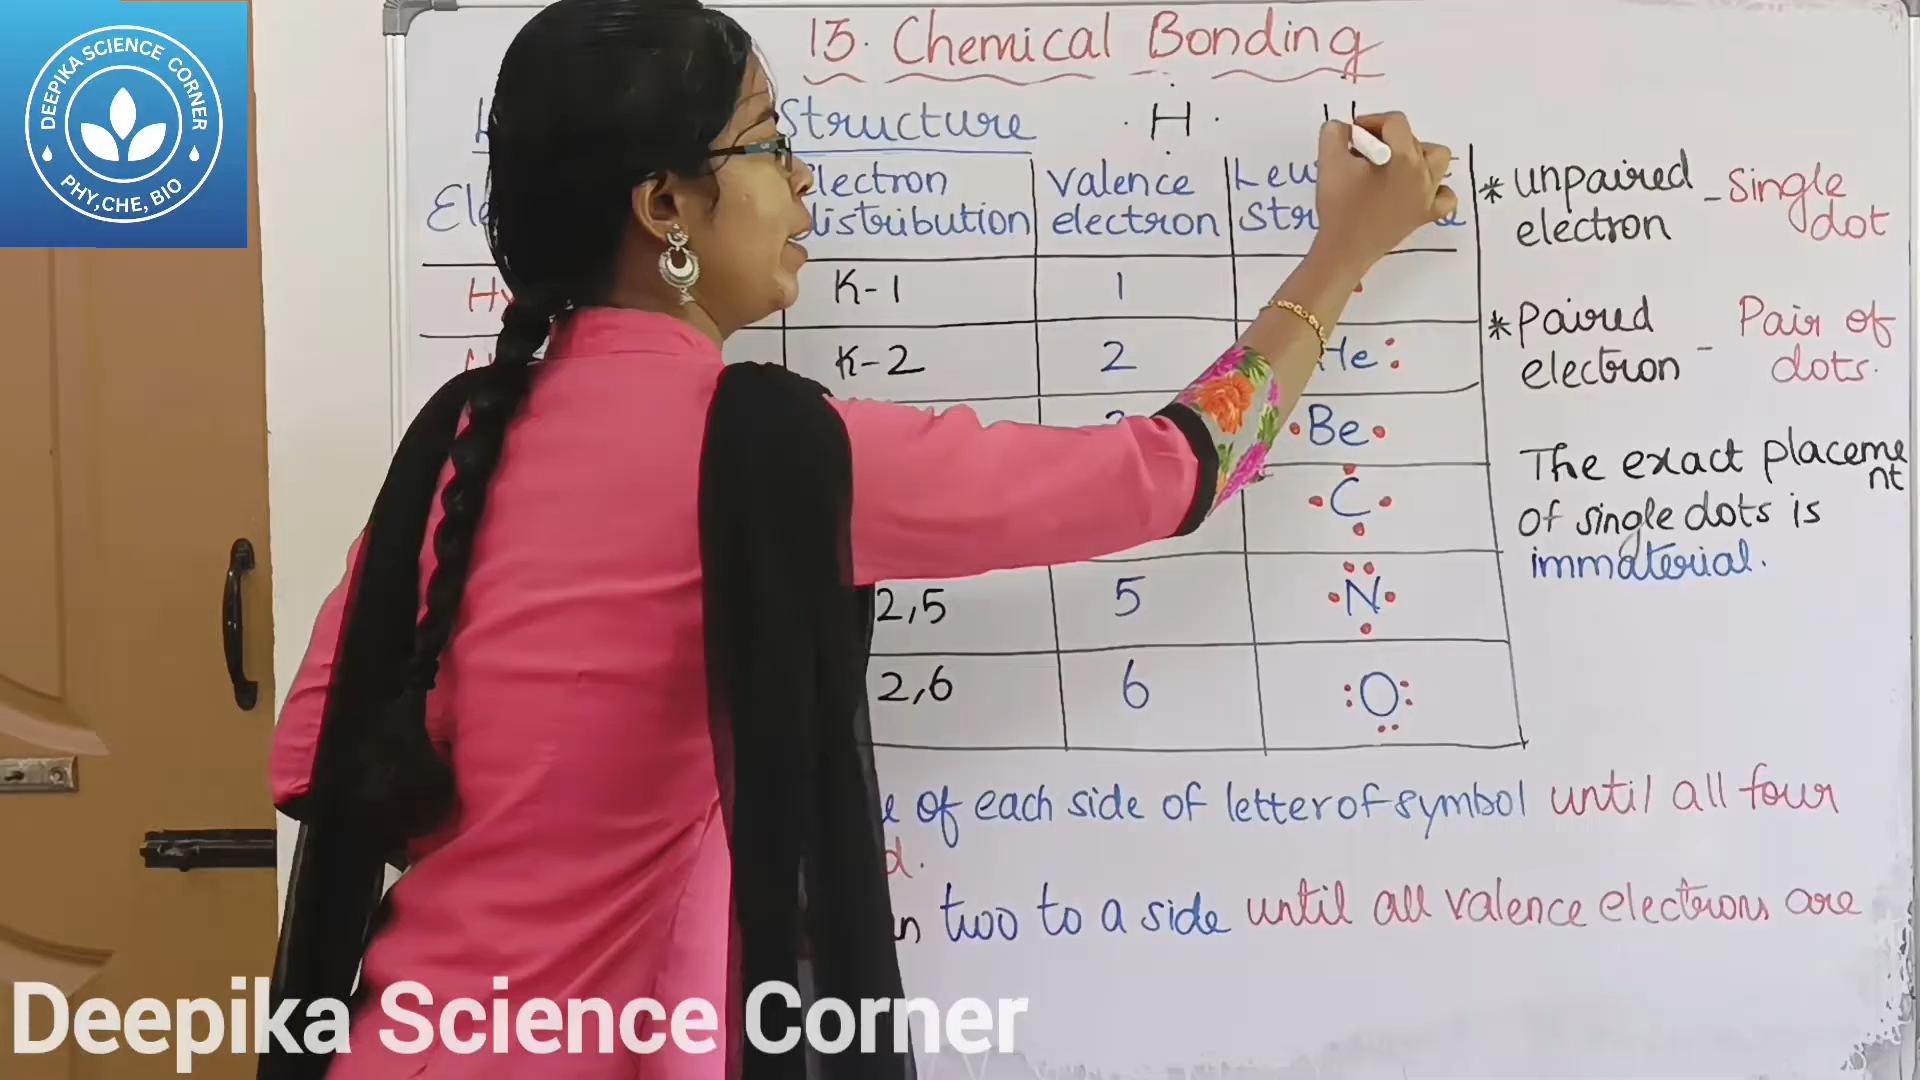 DEEPIKA SCIENCE CORNER
PHY,CHE, BIO
15. Chemical Bonding
Structure
H
Electron distribution
Valence electron
* unpaired electron - Single dot
K-1
1
K-2
2
He
* Paired electron - Pair of dots.
Be
C
The exact placement
of single dots is
immaterial.
2,5
5
N
2,6
6
O
of each side of letter of symbol until all four
two to a side until all valence electrons are
Deepika Science Corner